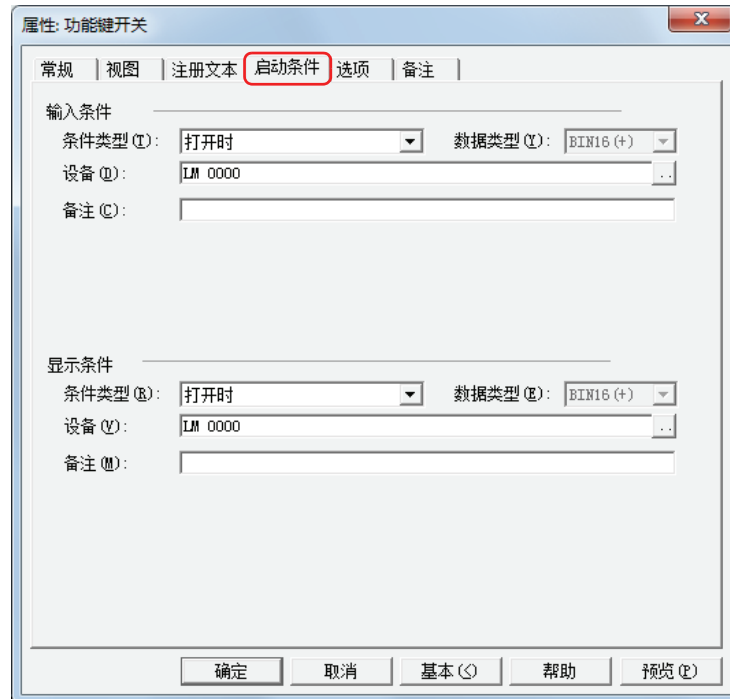 属性: 功能键开关
常规 视图 注册文本 启动条件 选项 备注
输入条件
条件类型(T): 打开时 数据类型(Y): BIN16(+)
设备(D): LM 0000 ..
备注(C):
显示条件
条件类型(R): 打开时 数据类型(E): BIN16(+)
设备(V): LM 0000 ..
备注(M):
确定 取消 基本(<) 帮助 预览(P)